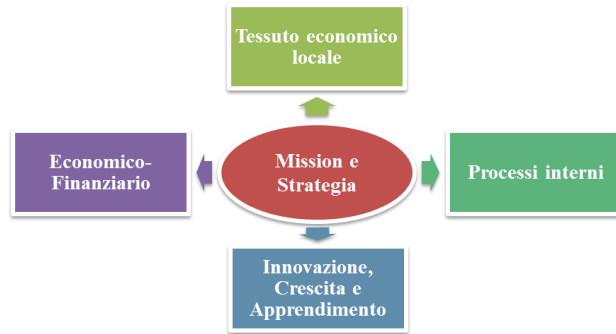 Tessuto economico
locale
Economico-
Finanziario
Mission e
Strategia
Processi interni
Innovazione,
Crescita e
Apprendimento